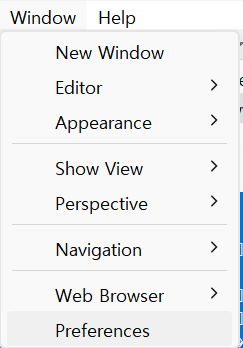 Window Help
New Window
Editor
Appearance
Show View
Perspective
Navigation
Web Browser
Preferences